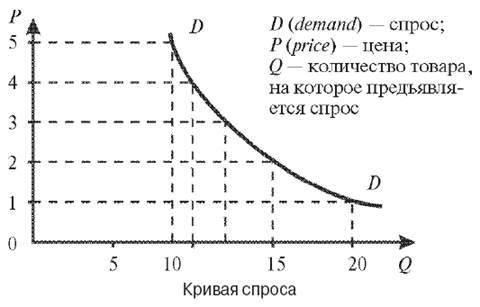 P
D
D (demand) — спрос;
P (price) — цена;
Q — количество товара,
на которое предъявля-
ется спрос
5
4
3
2
1
0
D
5
10
15
20
Q
Кривая спроса